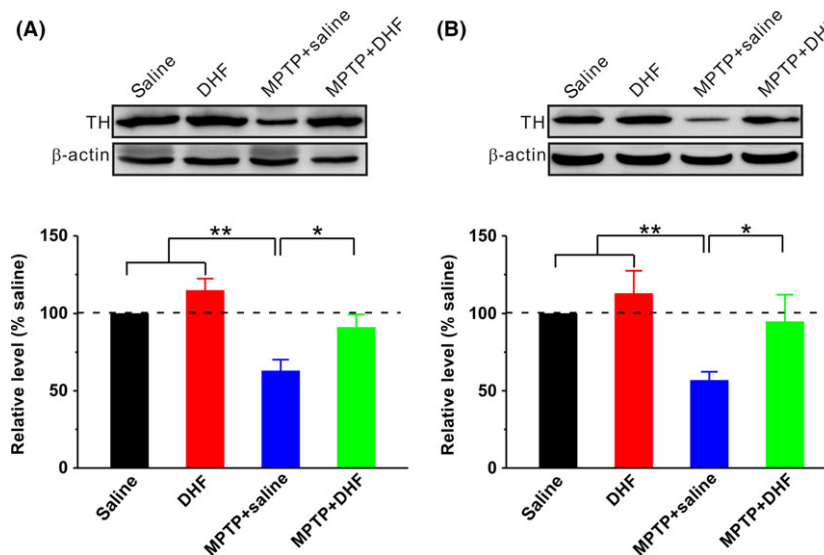 (A)
Saline DHF MPTP+saline MPTP+DHF
TH
β-actin
Relative level (% saline)
150
100
50
0
** *
Saline DHF MPTP+saline MPTP+DHF
(B)
Saline DHF MPTP+saline MPTP+DHF
TH
β-actin
Relative level (% saline)
150
100
50
0
** *
Saline DHF MPTP+saline MPTP+DHF